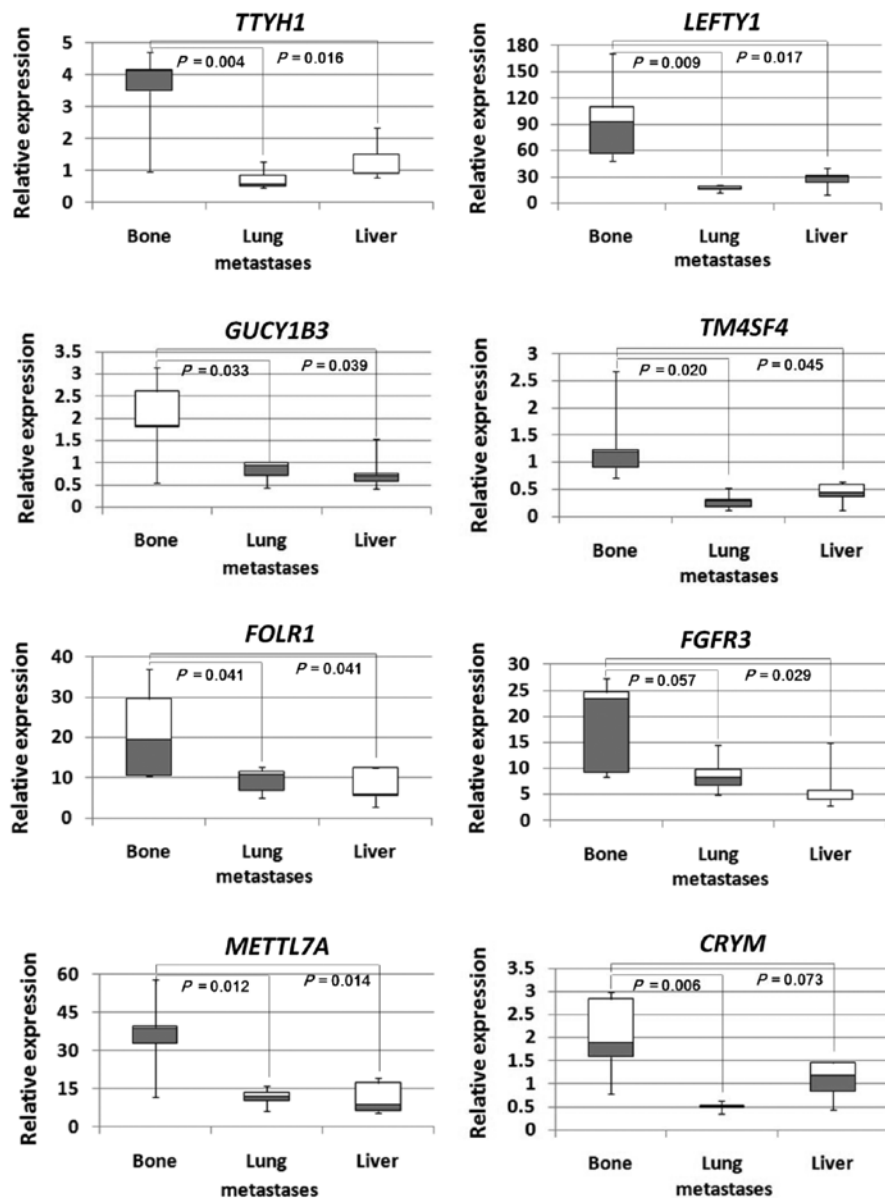 TTYH1
Relative expression
5
4
3
2
1
0
P = 0.004
P = 0.016
Bone Lung Liver
metastases
LEFTY1
Relative expression
180
150
120
90
60
30
0
P = 0.009
P = 0.017
Bone Lung Liver
metastases
GUCY1B3
Relative expression
3.5
3
2.5
2
1.5
1
0.5
0
P = 0.033
P = 0.039
Bone Lung Liver
metastases
TM4SF4
Relative expression
3
2.5
2
1.5
1
0.5
0
P = 0.020
P = 0.045
Bone Lung Liver
metastases
FOLR1
Relative expression
40
30
20
10
0
P = 0.041
P = 0.041
Bone Lung Liver
metastases
FGFR3
Relative expression
30
25
20
15
10
5
0
P = 0.057
P = 0.029
Bone Lung Liver
metastases
METTL7A
Relative expression
60
45
30
15
0
P = 0.012
P = 0.014
Bone Lung Liver
metastases
CRYM
Relative expression
3.5
3
2.5
2
1.5
1
0.5
0
P = 0.006
P = 0.073
Bone Lung Liver
metastases